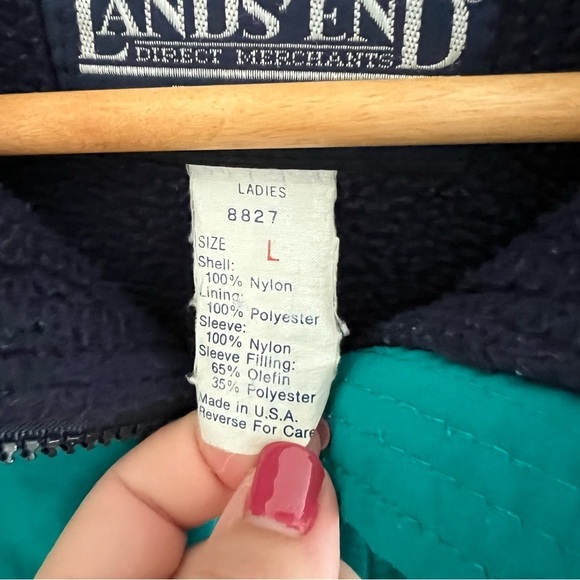 LANDS' END
DIRECT MERCHANTS
LADIES
8827
SIZE L
Shell:
100% Nylon
Lining:
100% Polyester
Sleeve:
100% Nylon
Sleeve Filling:
65% Olefin
35% Polyester
Made in U.S.A.
Reverse For Care